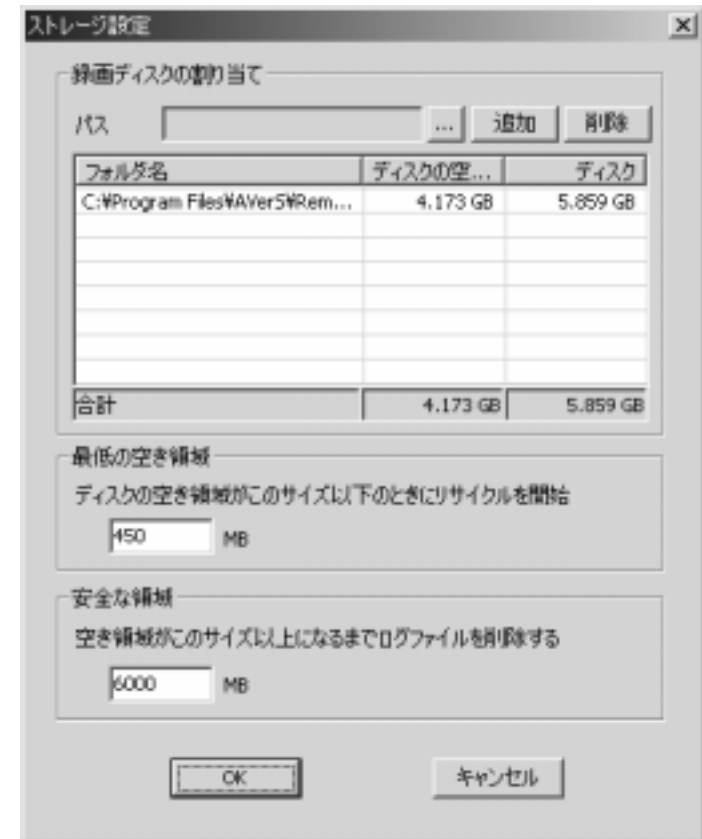 ストレージ設定
録画ディスクの割り当て
パス ... 追加 削除
フォルダ名 ディスクの空... ディスク
C:¥Program Files¥AVer5¥Rem... 4.173 GB 5.859 GB
合計 4.173 GB 5.859 GB
最低の空き領域
ディスクの空き領域がこのサイズ以下のときにリサイクルを開始
450 MB
安全な領域
空き領域がこのサイズ以上になるまでログファイルを削除する
6000 MB
OK キャンセル